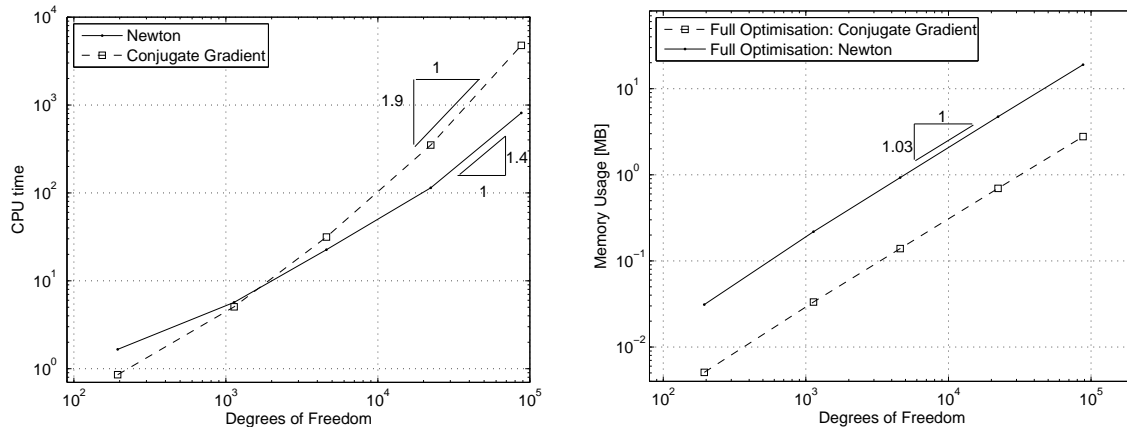 10^4
10^3
10^2
10^1
10^0
CPU time
Newton
Conjugate Gradient
1
1.9
1.4
1
10^2
10^3
10^4
10^5
Degrees of Freedom
Full Optimisation: Conjugate Gradient
Full Optimisation: Newton
10^1
10^0
10^-1
10^-2
Memory Usage [MB]
1
1.03
10^2
10^3
10^4
10^5
Degrees of Freedom